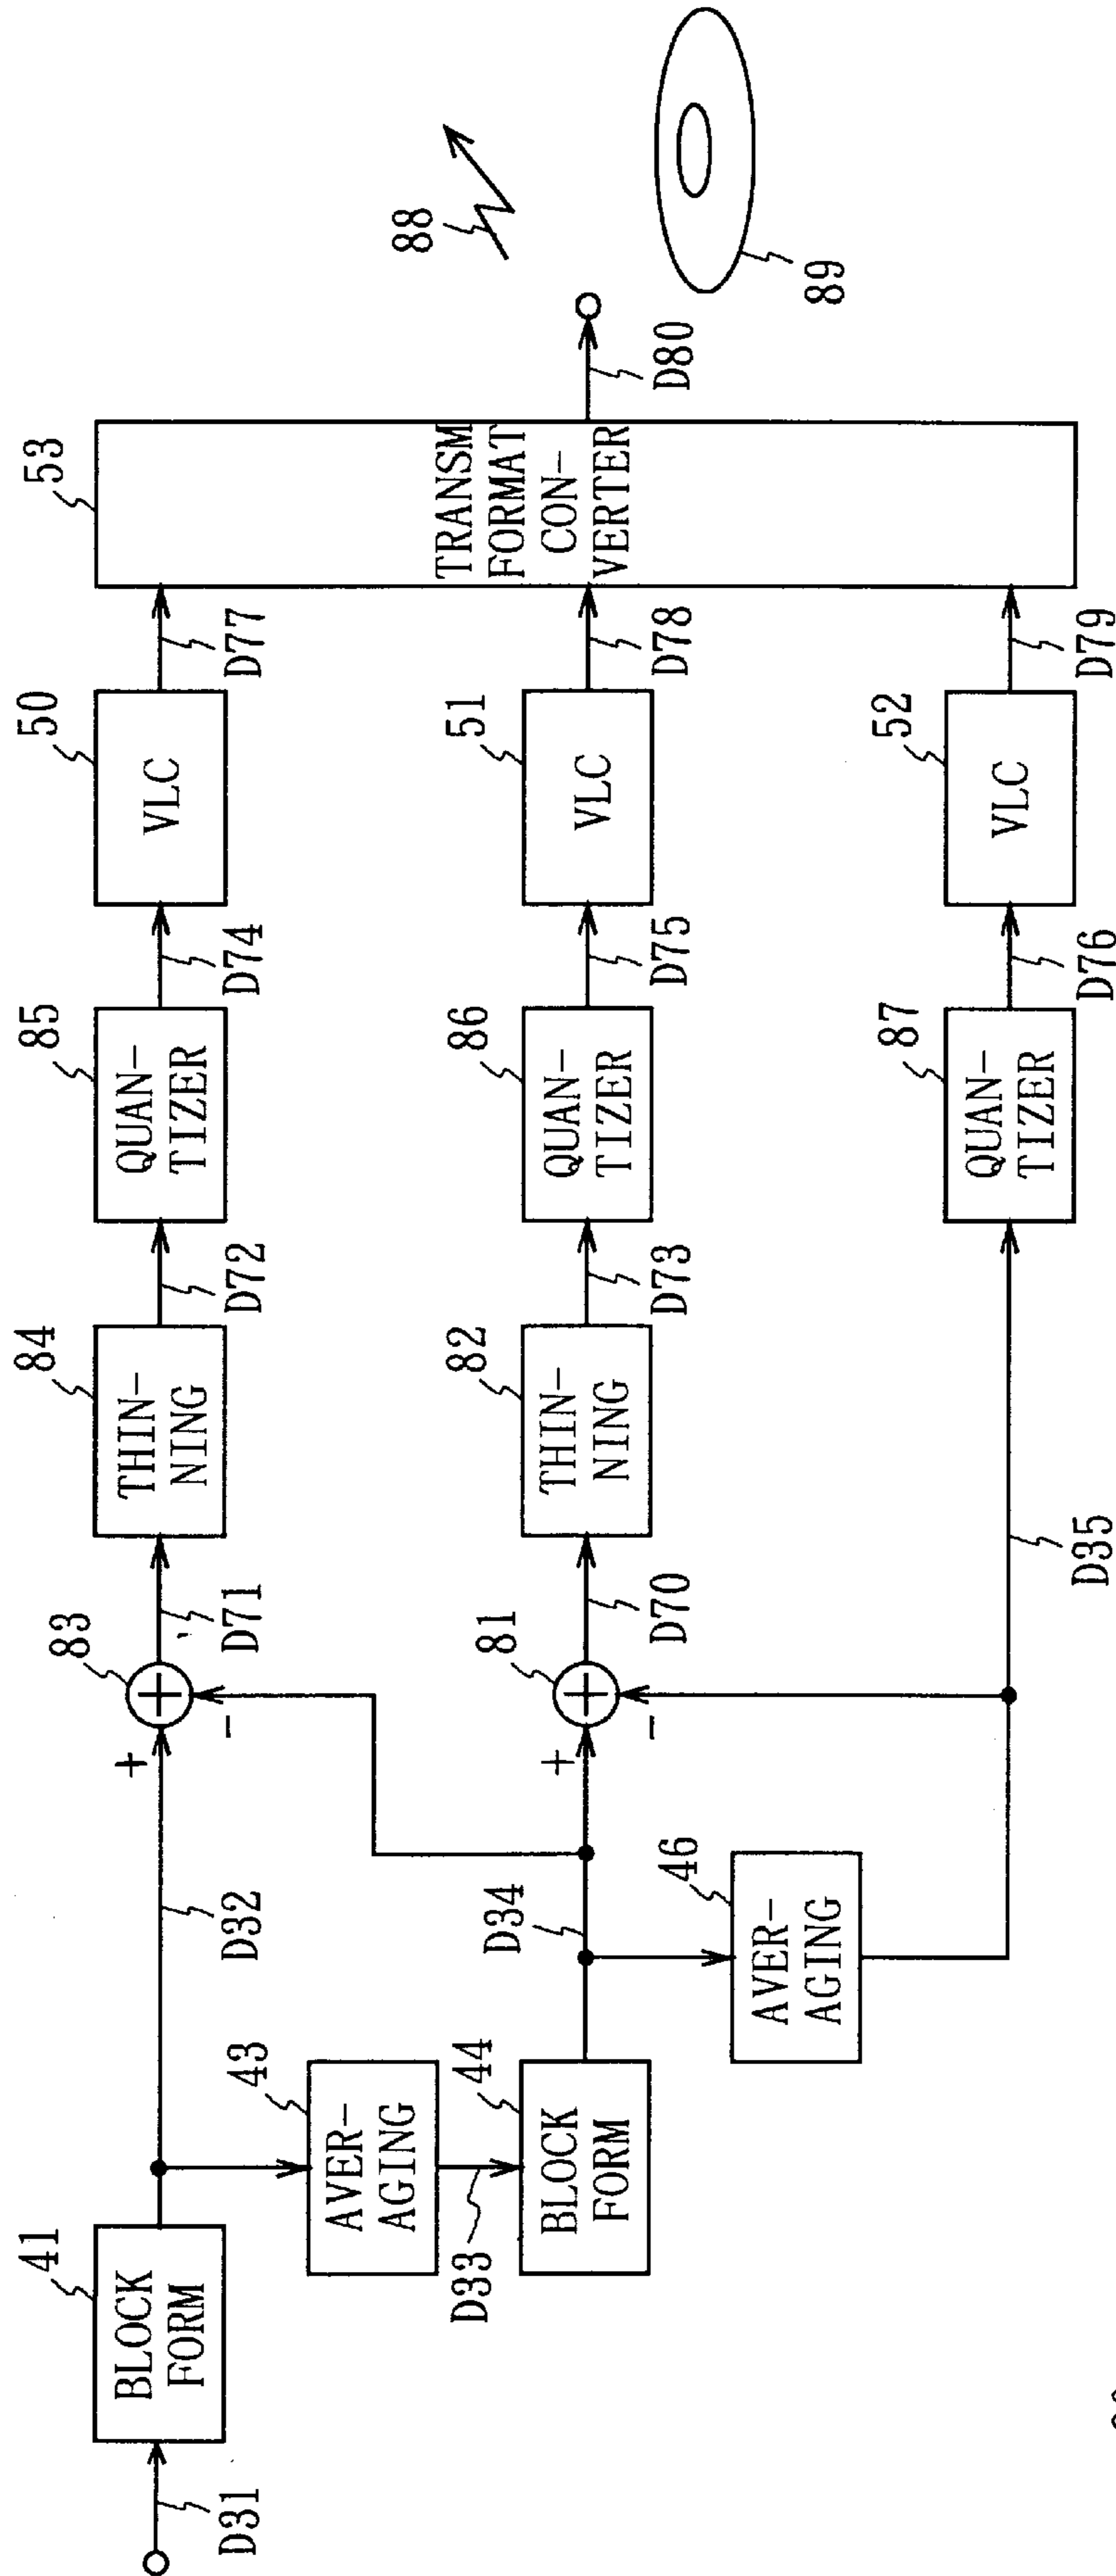 D31
41
BLOCK
FORM
D32
+
-
83
D71
84
THIN-
NING
D72
85
QUAN-
TIZER
D74
50
VLC
D77
53
TRANSM
FORMAT
CON-
VERTER
43
AVER-
AGING
D33
44
BLOCK
FORM
D34
+
-
81
D70
82
THIN-
NING
D73
86
QUAN-
TIZER
D75
51
VLC
D78
D80
88
89
46
AVER-
AGING
D35
87
QUAN-
TIZER
D76
52
VLC
D79